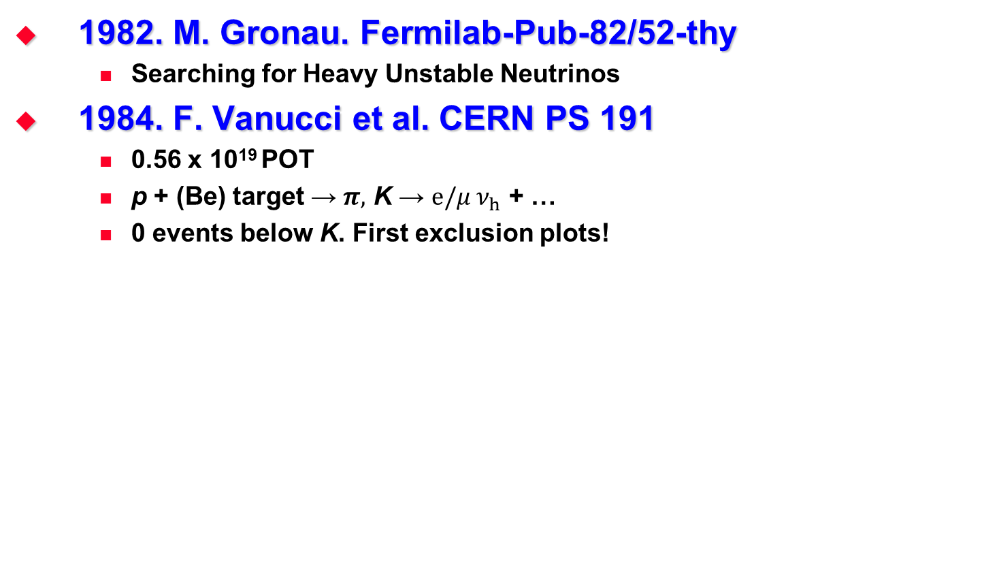 1982. M. Gronau. Fermilab-Pub-82/52-thy
Searching for Heavy Unstable Neutrinos
1984. F. Vanucci et al. CERN PS 191
0.56 x 10¹⁹ POT
p + (Be) target → π, K → e/μ νₕ + …
0 events below K. First exclusion plots!